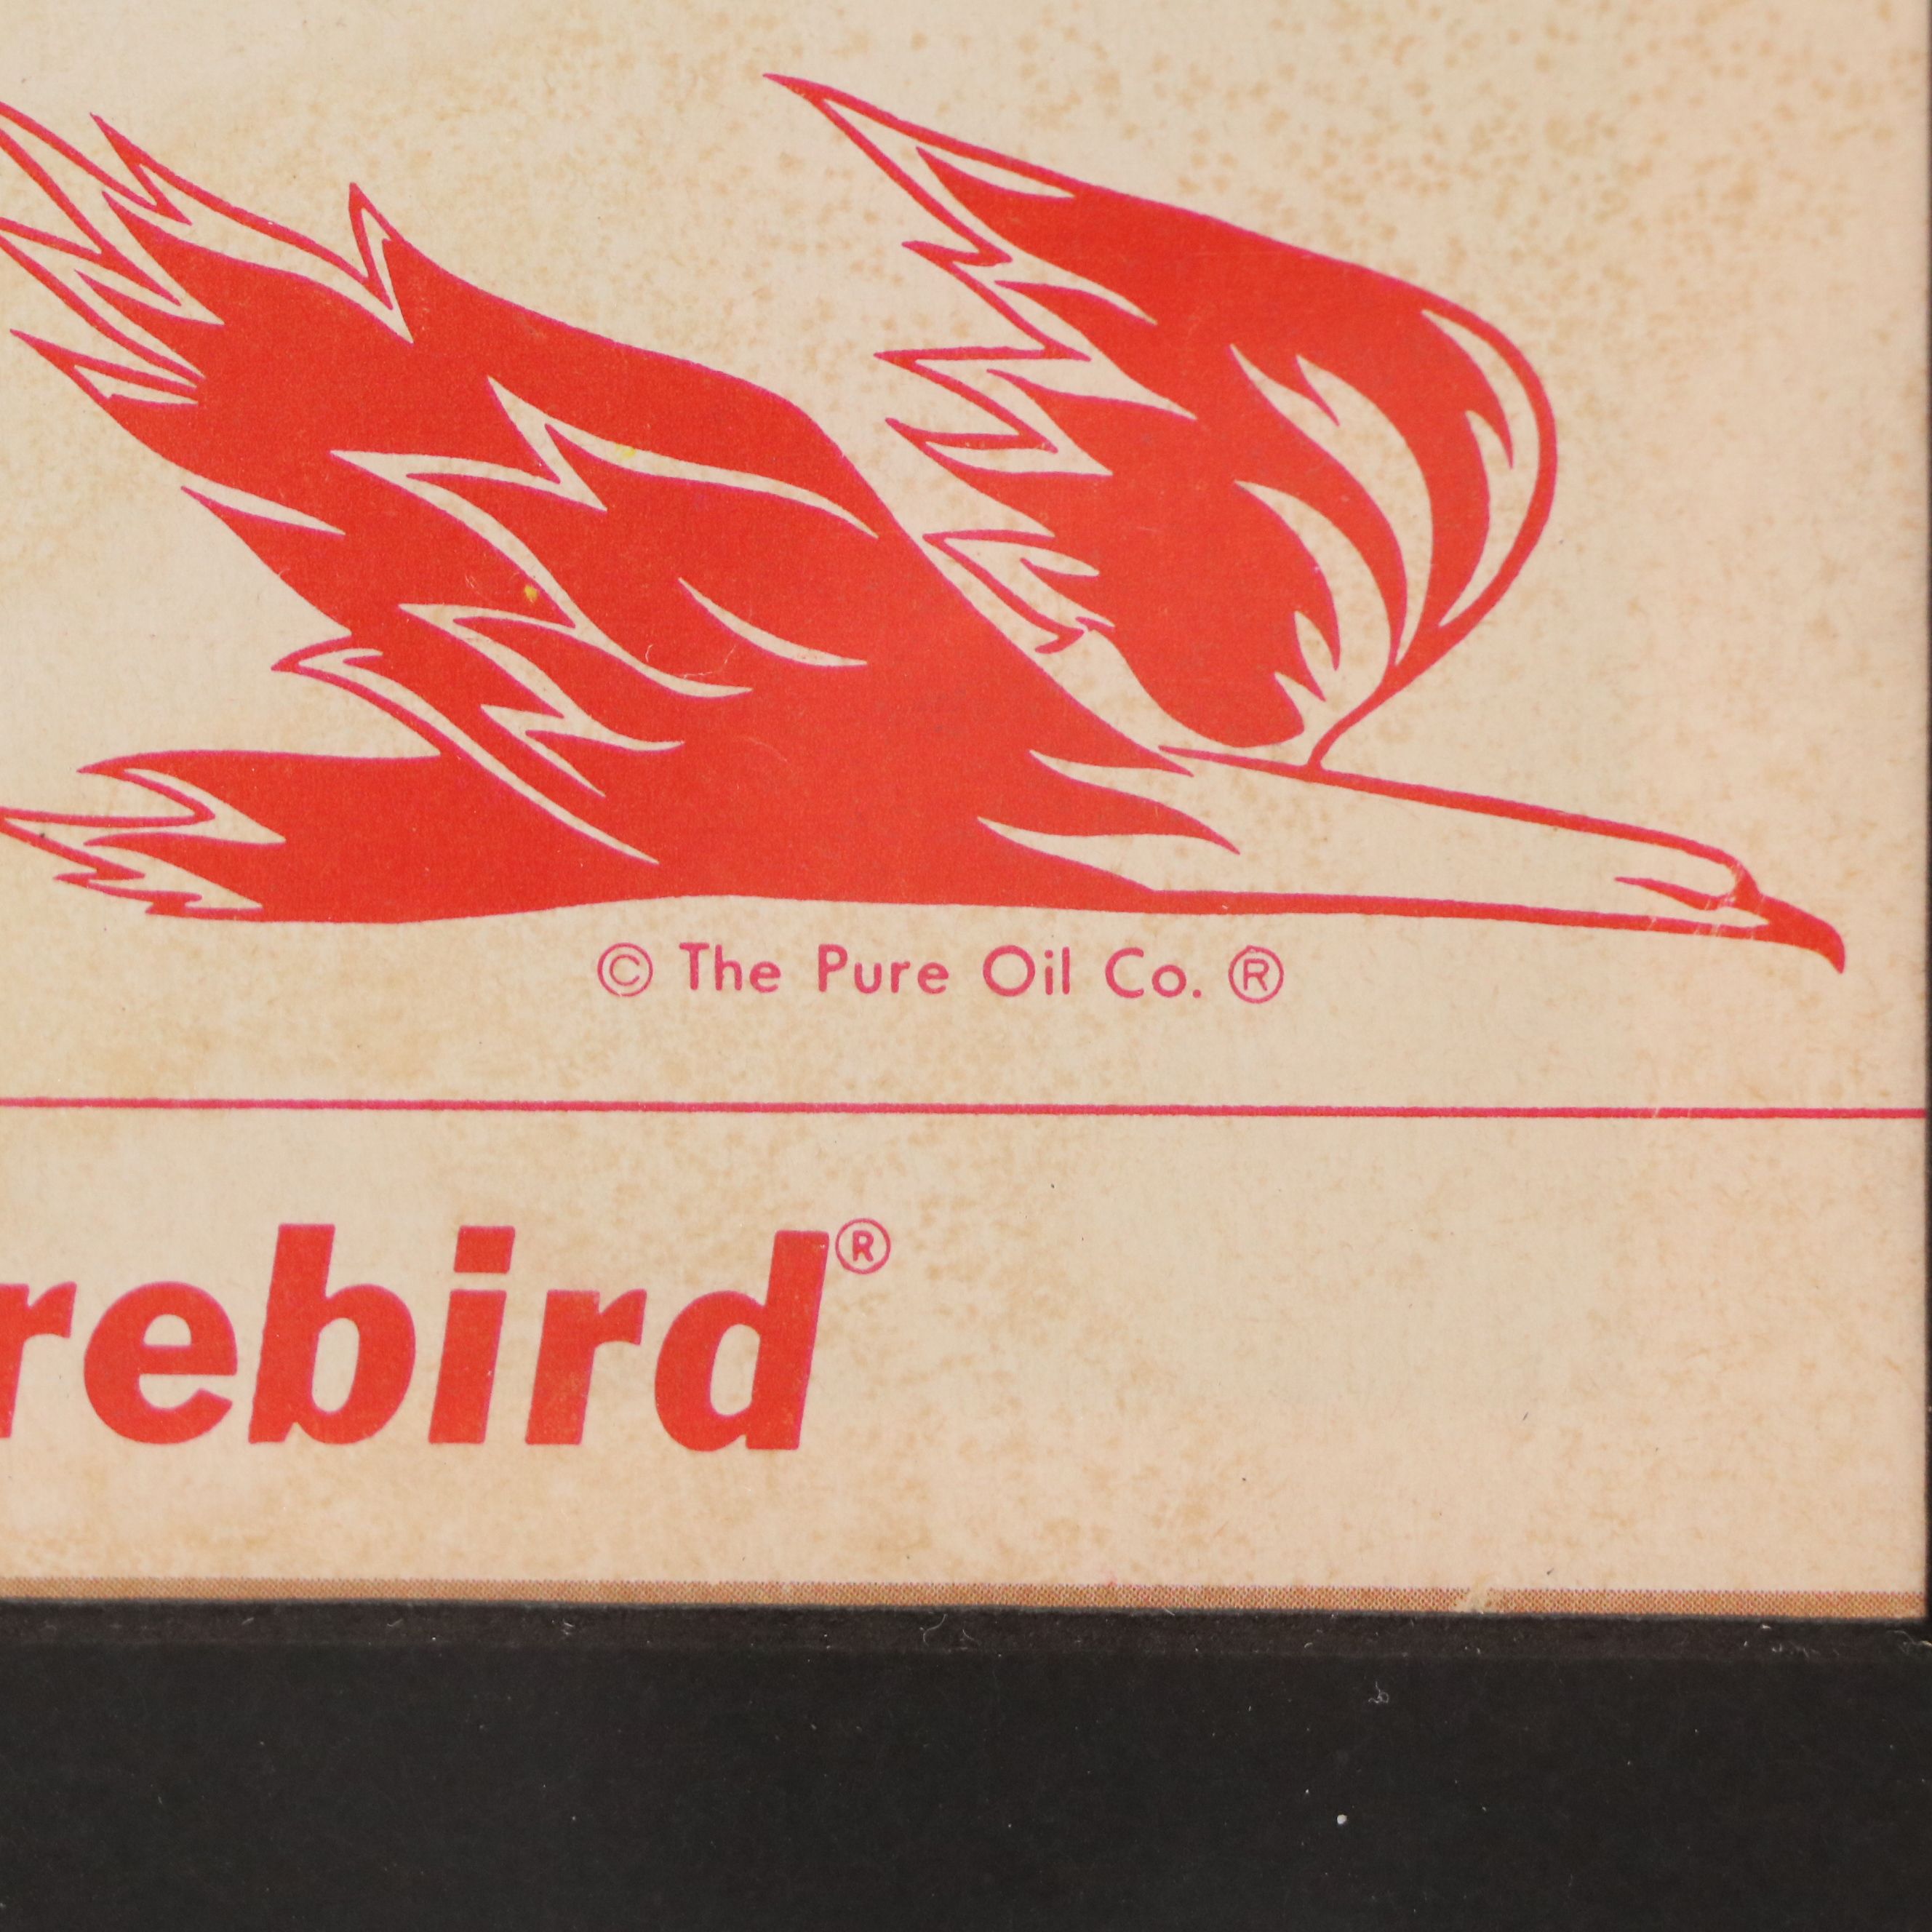 © The Pure Oil Co. ®
rebird®